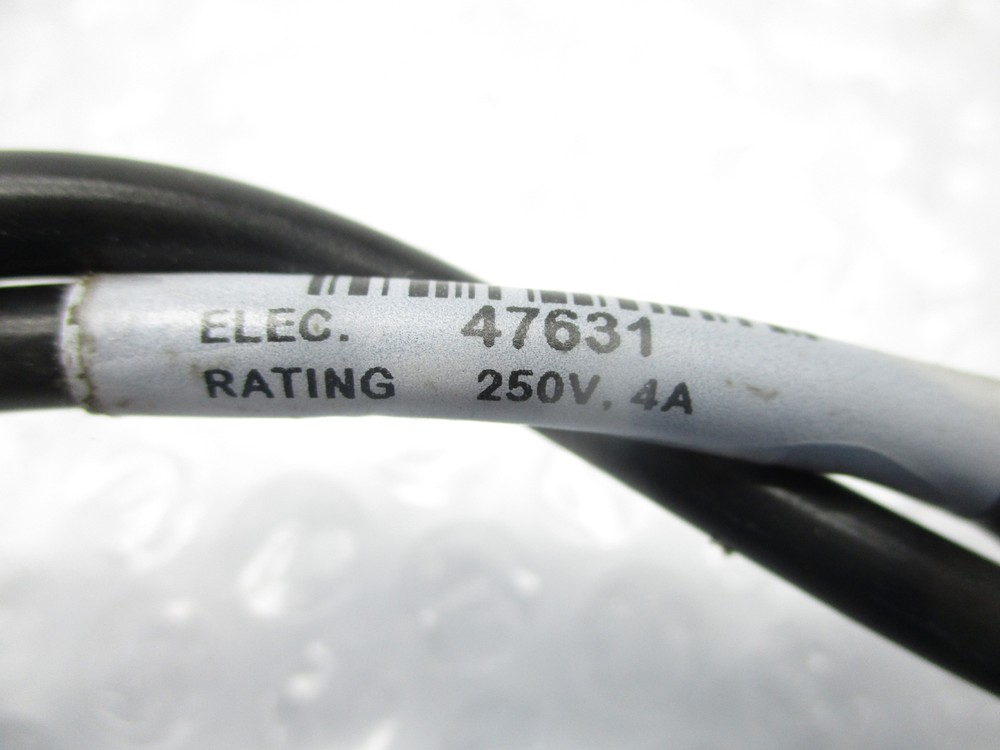 47631
ELEC.
RATING 250V, 4A